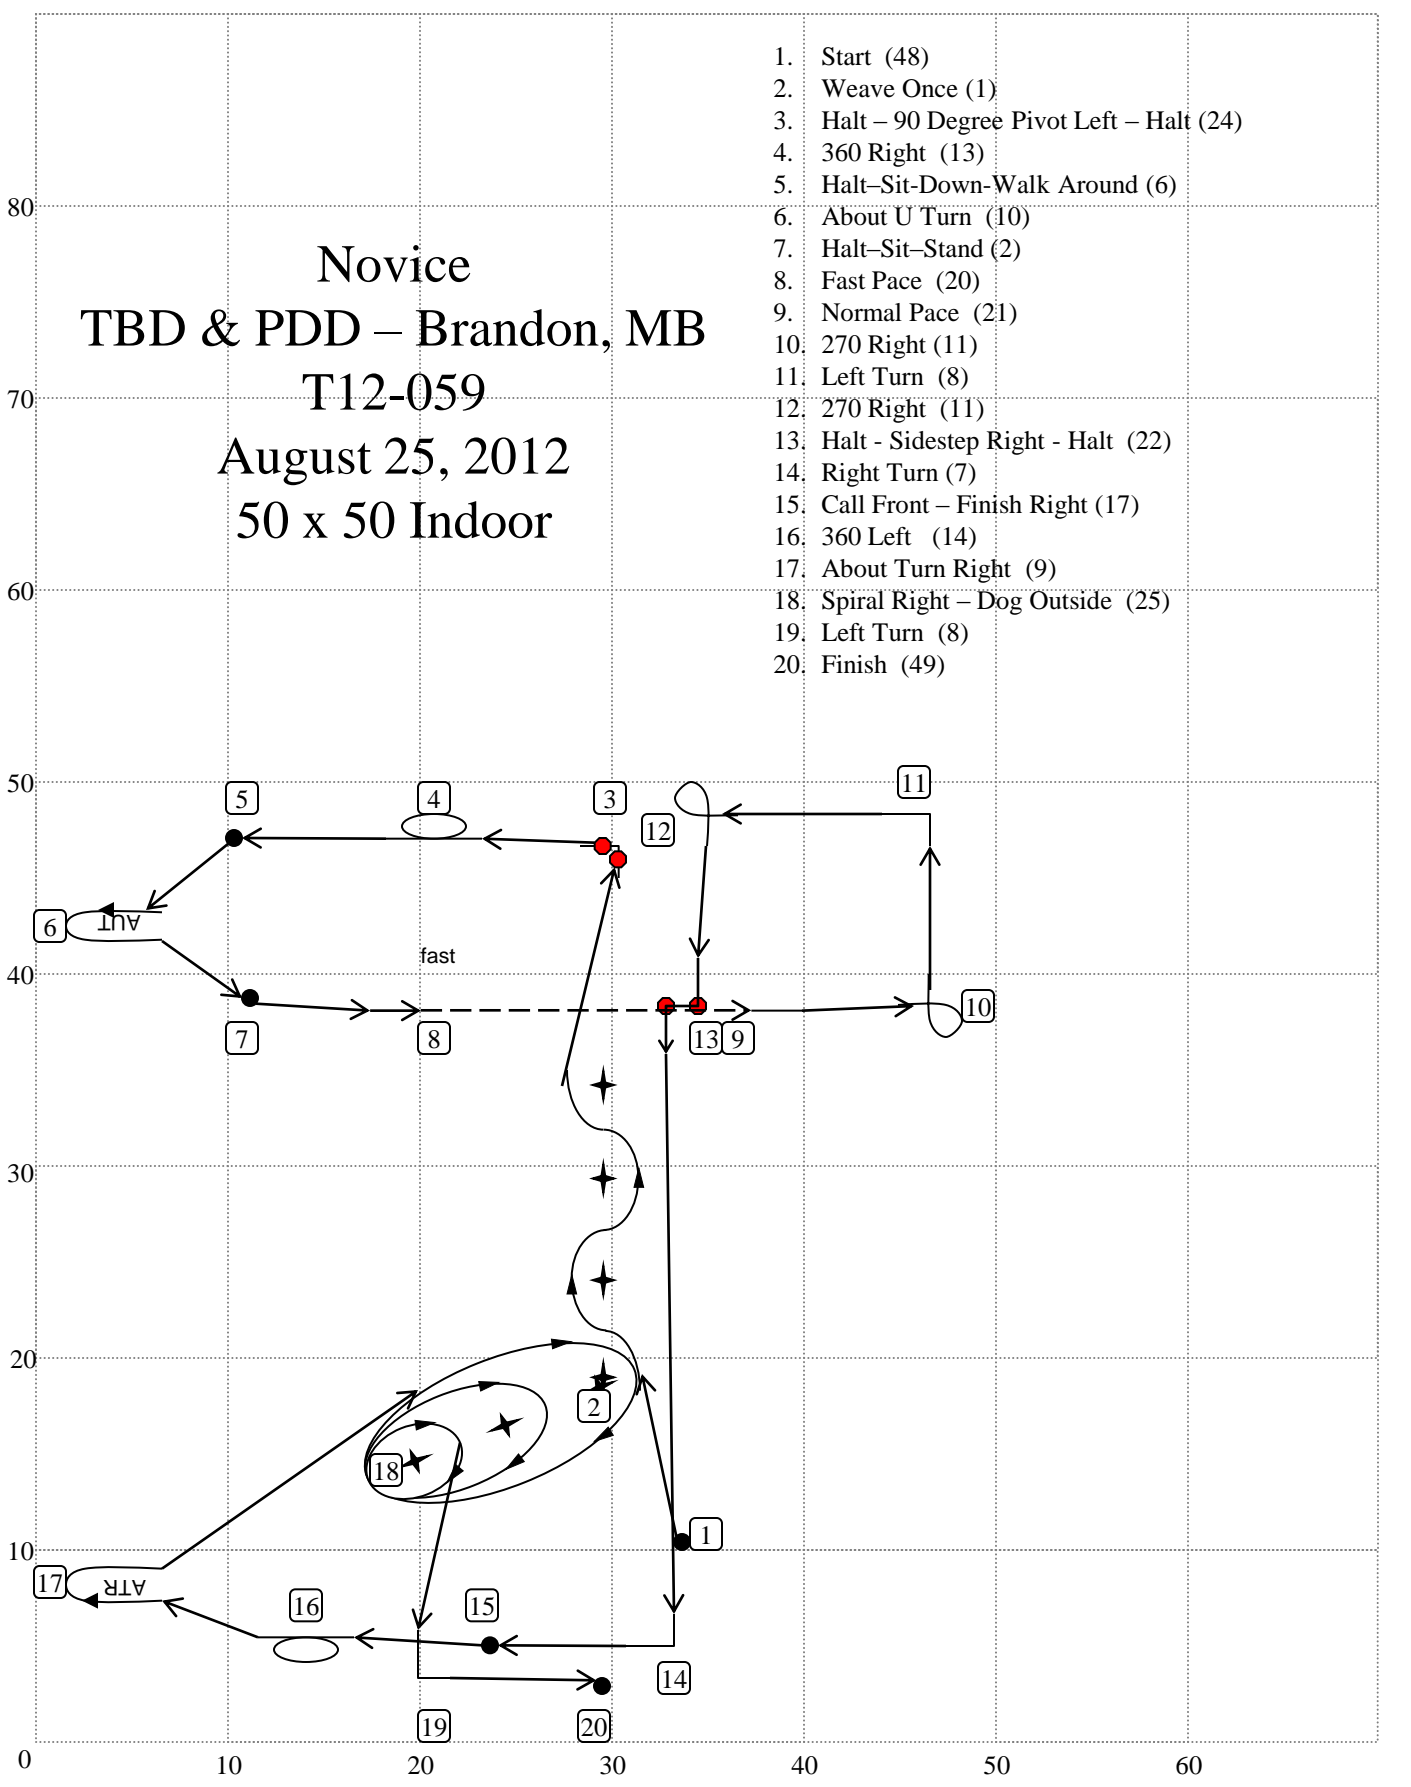 1. Start (48)
2. Weave Once (1)
3. Halt – 90 Degree Pivot Left – Halt (24)
4. 360 Right (13)
5. Halt–Sit-Down-Walk Around (6)
6. About U Turn (10)
7. Halt–Sit–Stand (2)
8. Fast Pace (20)
9. Normal Pace (21)
10. 270 Right (11)
11. Left Turn (8)
12. 270 Right (11)
13. Halt - Sidestep Right - Halt (22)
14. Right Turn (7)
15. Call Front – Finish Right (17)
16. 360 Left (14)
17. About Turn Right (9)
18. Spiral Right – Dog Outside (25)
19. Left Turn (8)
20. Finish (49)
Novice
TBD & PDD – Brandon, MB
T12-059
August 25, 2012
50 x 50 Indoor
80
70
60
50
5
4
3
11
12
6
AUT
fast
40
10
7
8
13
9
30
20
2
18
1
10
17
ATR
16
15
14
19
20
0
10
20
30
40
50
60